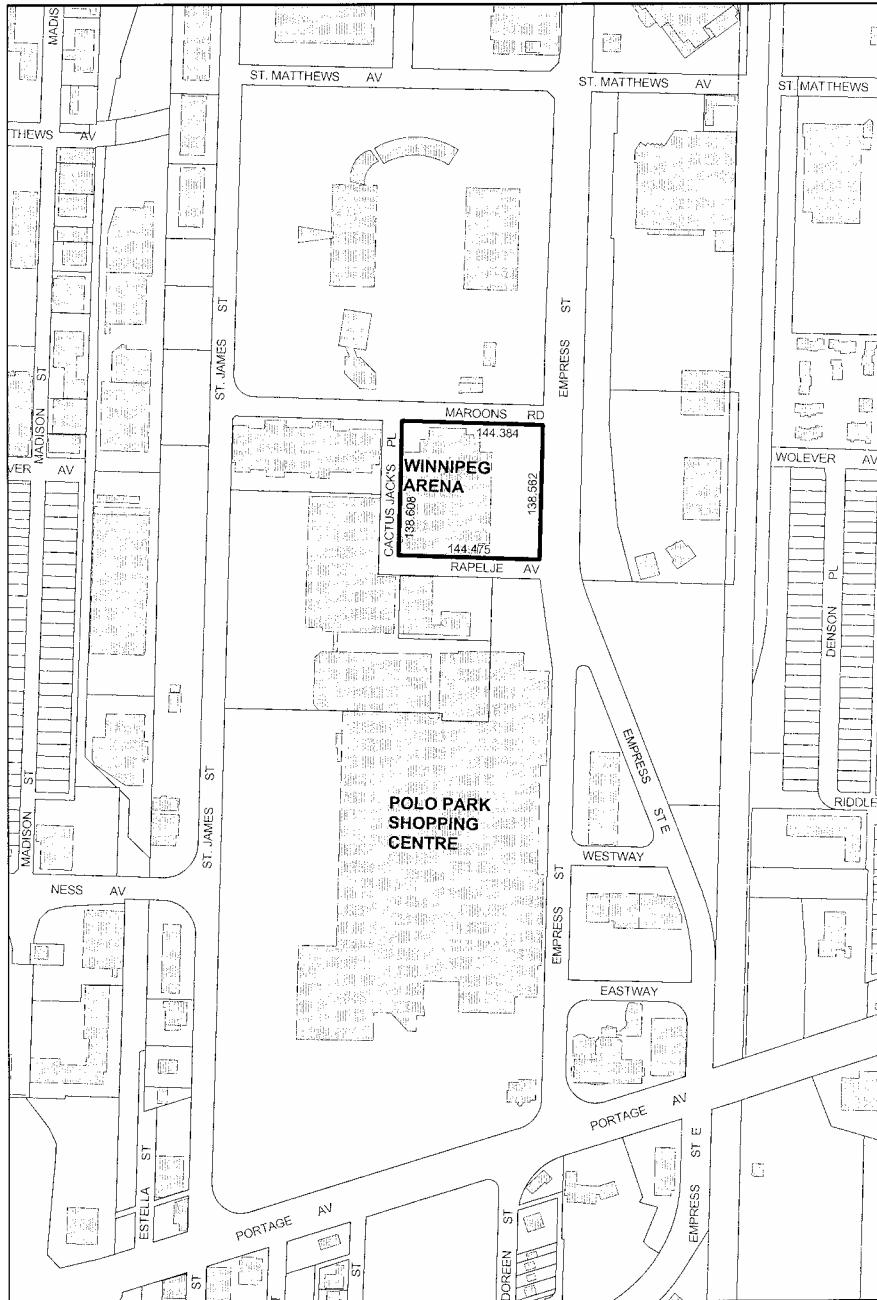 MADIS
ST. MATTHEWS AV
ST. MATTHEWS AV
ST. MATTHEWS
THEWS AV
ST. JAMES ST
EMPRESS ST
MADISON ST
MAROONS RD
CACTUS JACK'S PL
144.384
WINNIPEG
ARENA
138.608
138.562
144.475
RAPELJE AV
VER AV
WOLEVER AV
DENSON PL
EMPRESS ST E
POLO PARK
SHOPPING
CENTRE
MADISON ST
ST. JAMES ST
RIDDLE
WESTWAY
NESS AV
EMPRESS ST
EASTWAY
PORTAGE AV
ESTELLA ST
PORTAGE AV
EMPRESS ST E
DOREEN ST
ST
ST